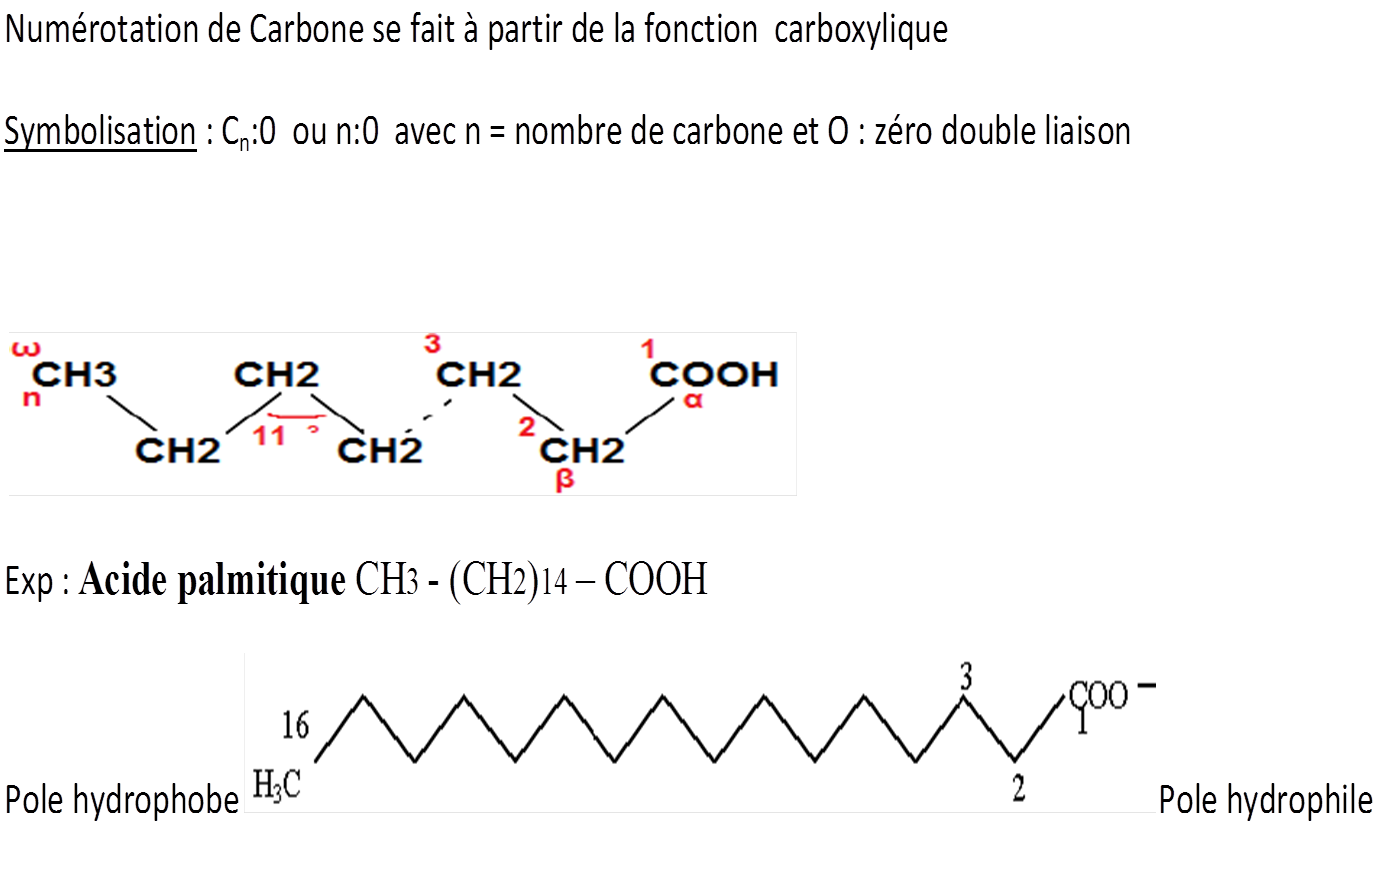 Numérotation de Carbone se fait à partir de la fonction carboxylique
Symbolisation : Cn:0 ou n:0 avec n = nombre de carbone et O : zéro double liaison
ω 3 1
CH3 CH2 CH2 COOH
n α
11 ? 2
CH2 CH2 CH2
β
Exp : Acide palmitique CH3 - (CH2)14 – COOH
3
16 COO −
1
H3C 2
Pole hydrophobe Pole hydrophile